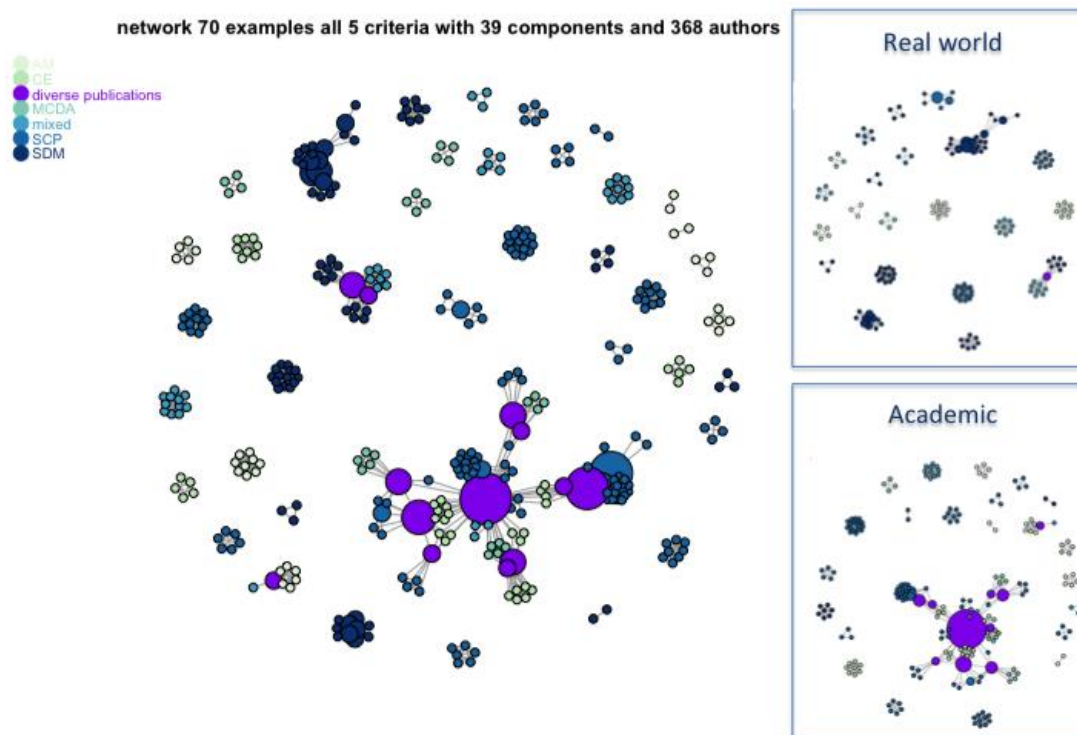 network 70 examples all 5 criteria with 39 components and 368 authors
AM
CE
diverse publications
MCDA
mixed
SCP
SDM
Real world
Academic